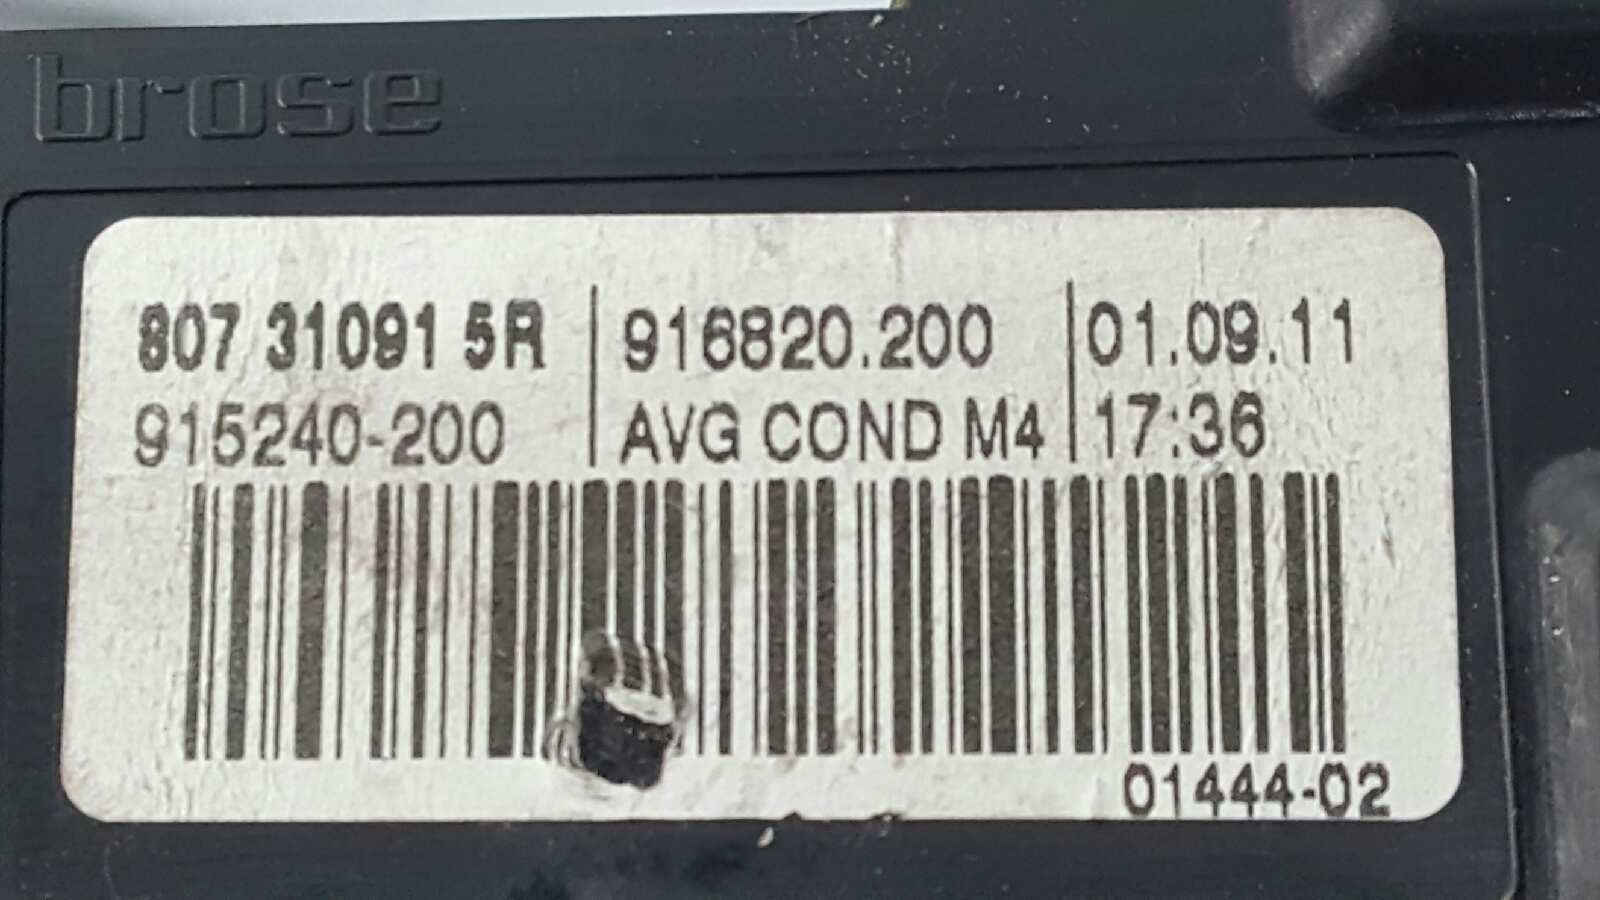 brose
807 31091 5R 916820.200 01.09.11
915240-200 AVG COND M4 17:36
01444-02